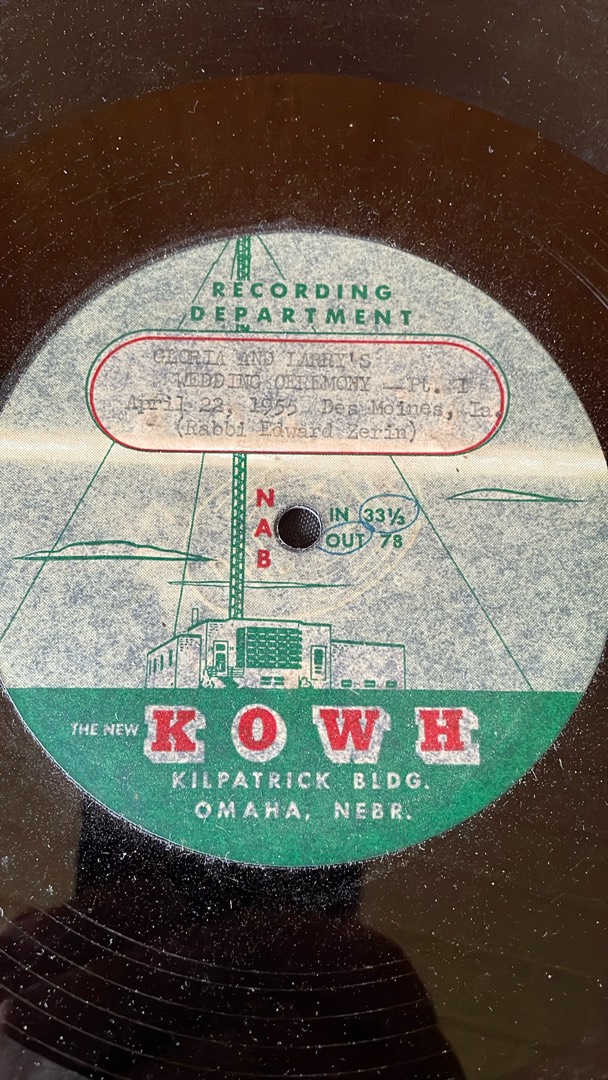 RECORDING
DEPARTMENT
GLORIA AND LARRY'S
WEDDING CEREMONY -- Pt. I
April 22, 1955 Des Moines, Ia.
(Rabbi Edward Zerin)
NAB
IN 33⅓
OUT 78
THE NEW KOWH
KILPATRICK BLDG.
OMAHA, NEBR.